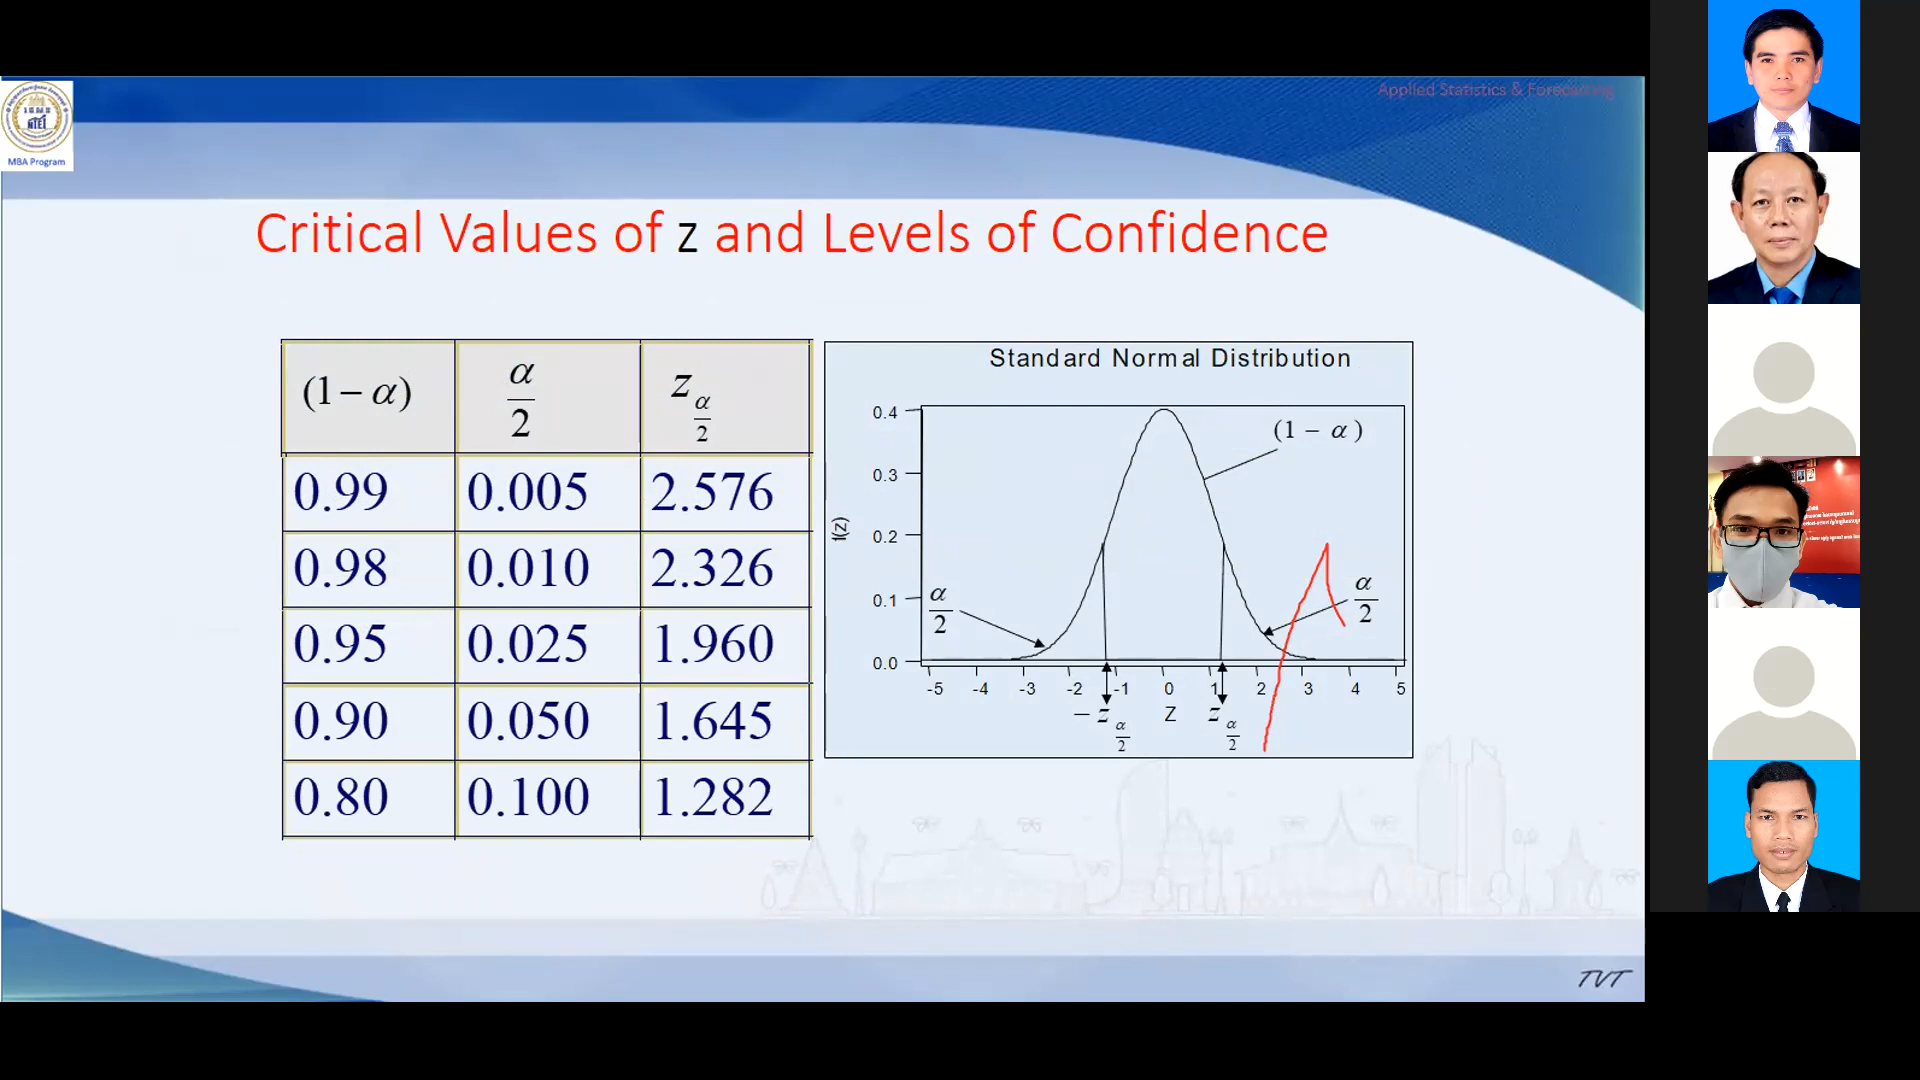 Applied Statistics & Forecasting
MBA Program
Critical Values of z and Levels of Confidence
(1 − α) α/2 z α/2
0.99 0.005 2.576
0.98 0.010 2.326
0.95 0.025 1.960
0.90 0.050 1.645
0.80 0.100 1.282
Standard Normal Distribution
(1 − α)
f(z)
0.4
0.3
0.2
0.1
0.0
α/2
α/2
-5 -4 -3 -2 -1 0 1 2 3 4 5
− z α/2 Z z α/2
TVT